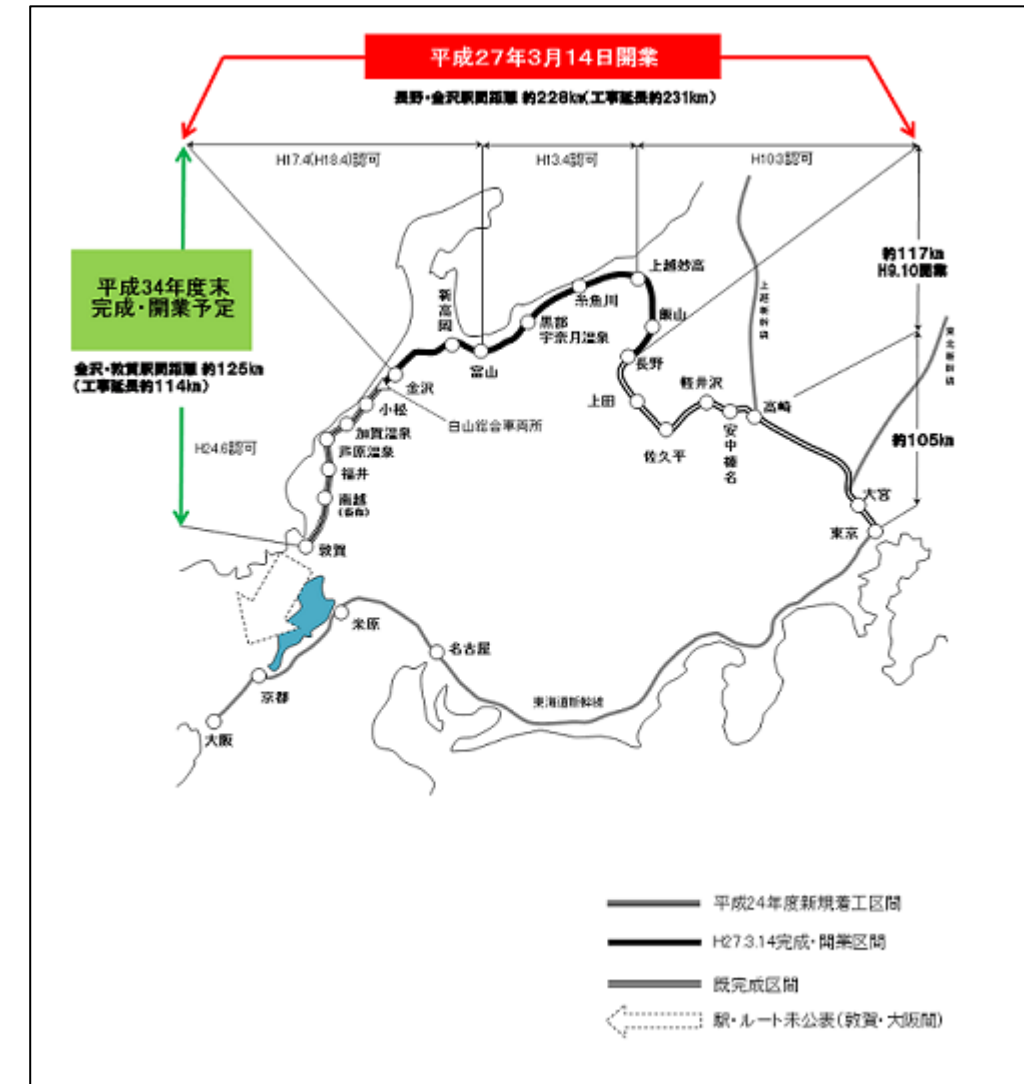 平成27年3月14日開業
長野・金沢駅間距離 約228km(工事延長約231km)
H17.4(H18.4)認可
H13.4認可
H10.3認可
平成34年度末
完成・開業予定
金沢・敦賀駅間距離 約125km
(工事延長約114km)
H24.6認可
約117km
H9.10開業
約105km
上越新幹線
東北新幹線
上越妙高
糸魚川
飯山
黒部
宇奈月温泉
新高岡
富山
長野
金沢
上田
軽井沢
高崎
小松
白山総合車両所
加賀温泉
佐久平
安中榛名
芦原温泉
福井
南越
(仮称)
大宮
東京
敦賀
米原
名古屋
京都
東海道新幹線
大阪
平成24年度新規着工区間
H27.3.14完成・開業区間
既完成区間
駅・ルート未公表(敦賀・大阪間)